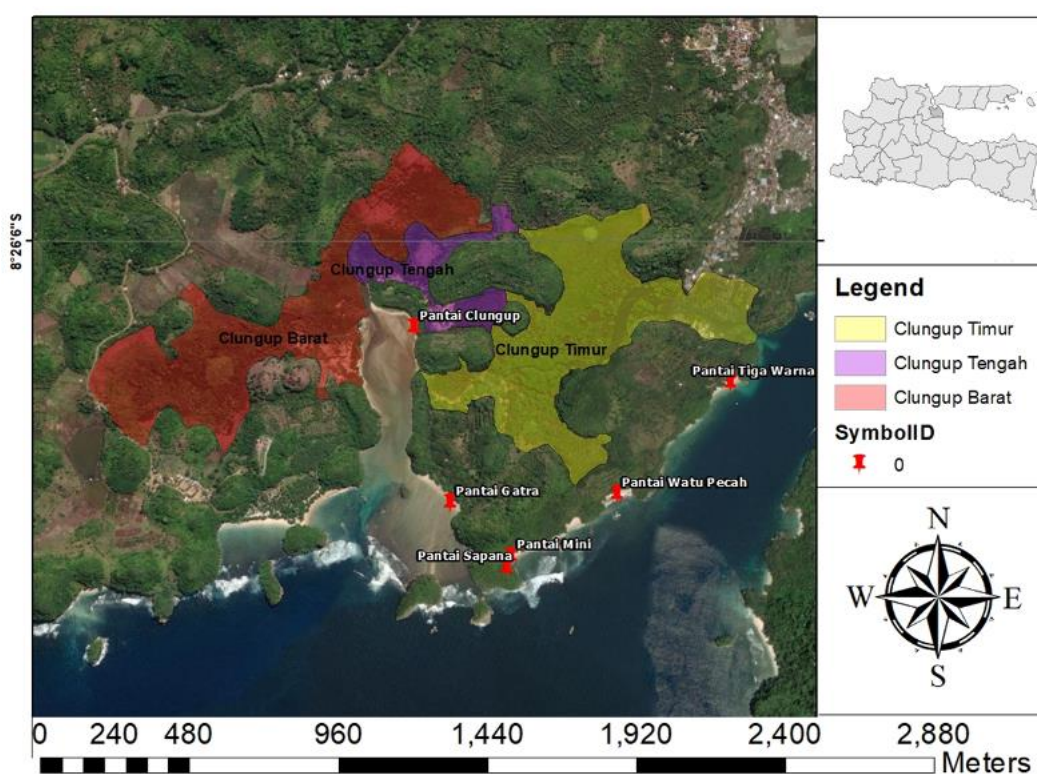 8°26'6"S
Clungup Tengah
Pantai Clungup
Clungup Barat
Clungup Timur
Pantai Tiga Warna
Pantai Watu Pecah
Pantai Gatra
Pantai Mini
Pantai Sapana
Legend
Clungup Timur
Clungup Tengah
Clungup Barat
SymbolID
0
N
W E
S
0 240 480 960 1,440 1,920 2,400 2,880
Meters